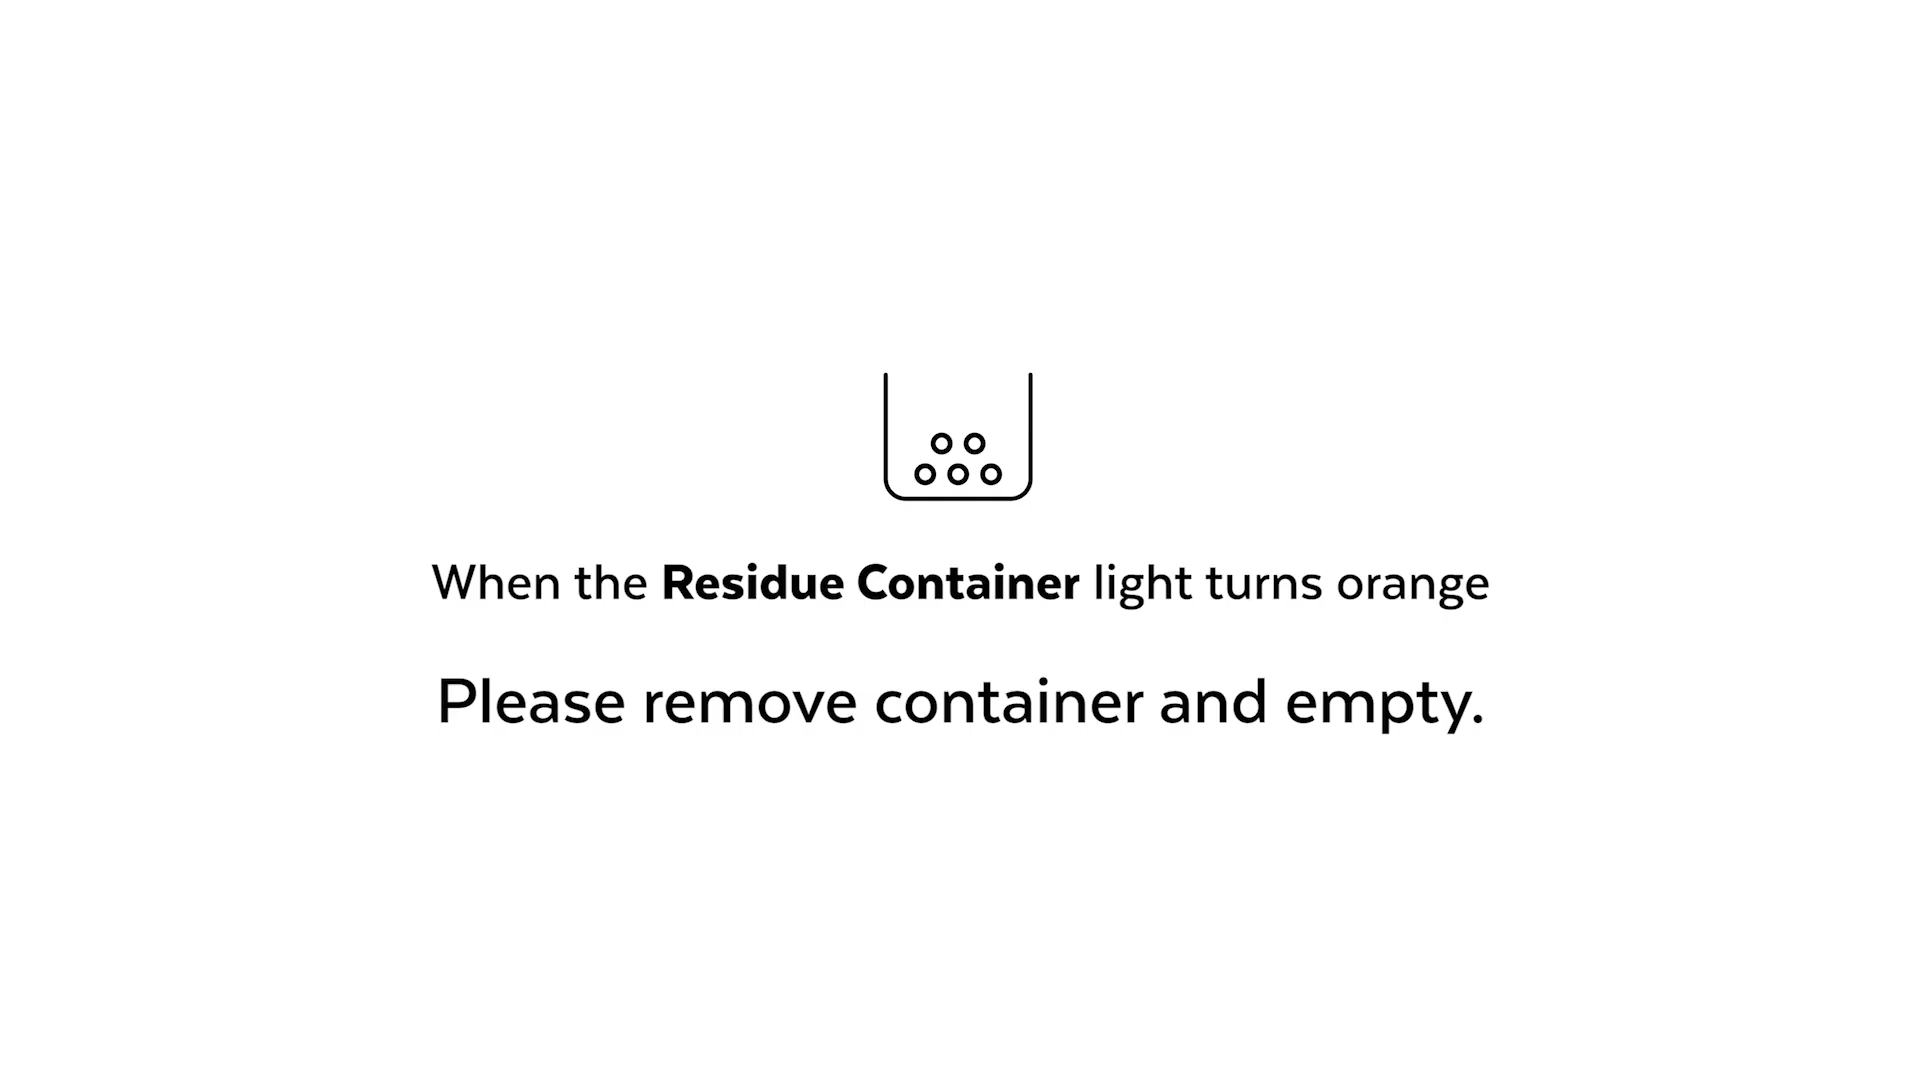 When the Residue Container light turns orange
Please remove container and empty.